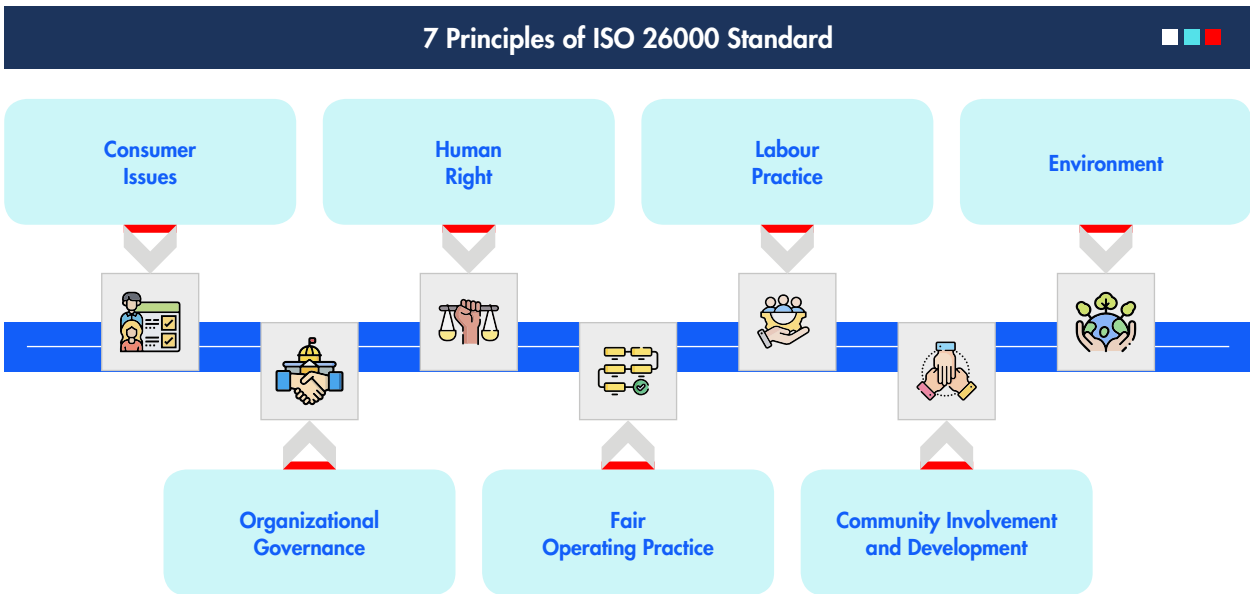 7 Principles of ISO 26000 Standard
Consumer
Issues
Human
Right
Labour
Practice
Environment
Organizational
Governance
Fair
Operating Practice
Community Involvement
and Development